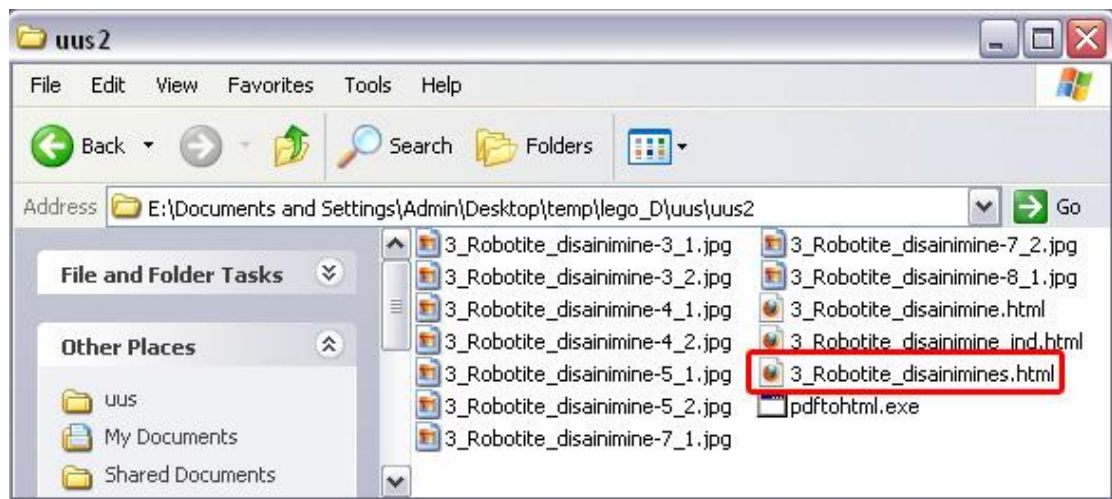 uus2
File Edit View Favorites Tools Help
Back Search Folders
Address E:\Documents and Settings\Admin\Desktop\temp\lego_D\uus\uus2 Go
File and Folder Tasks
Other Places
uus
My Documents
Shared Documents
3_Robotite_disainimine-3_1.jpg
3_Robotite_disainimine-3_2.jpg
3_Robotite_disainimine-4_1.jpg
3_Robotite_disainimine-4_2.jpg
3_Robotite_disainimine-5_1.jpg
3_Robotite_disainimine-5_2.jpg
3_Robotite_disainimine-7_1.jpg
3_Robotite_disainimine-7_2.jpg
3_Robotite_disainimine-8_1.jpg
3_Robotite_disainimine.html
3_Robotite_disainimine_ind.html
3_Robotite_disainimines.html
pdftohtml.exe